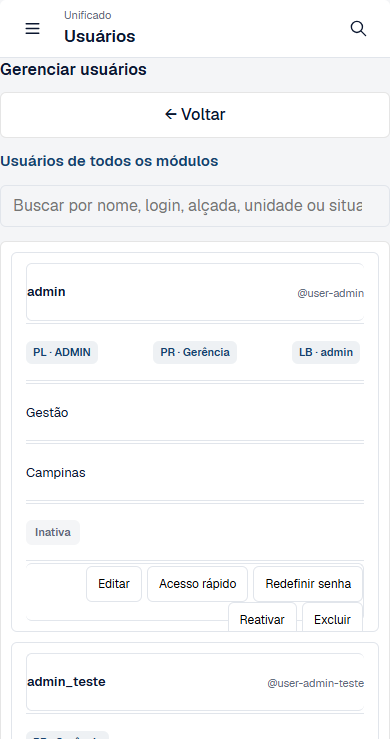 Unificado
Usuários
Gerenciar usuários
← Voltar
Usuários de todos os módulos
Buscar por nome, login, alçada, unidade ou situa
admin @user-admin
PL · ADMIN PR · Gerência LB · admin
Gestão
Campinas
Inativa
Editar Acesso rápido Redefinir senha
Reativar Excluir
admin_teste @user-admin-teste